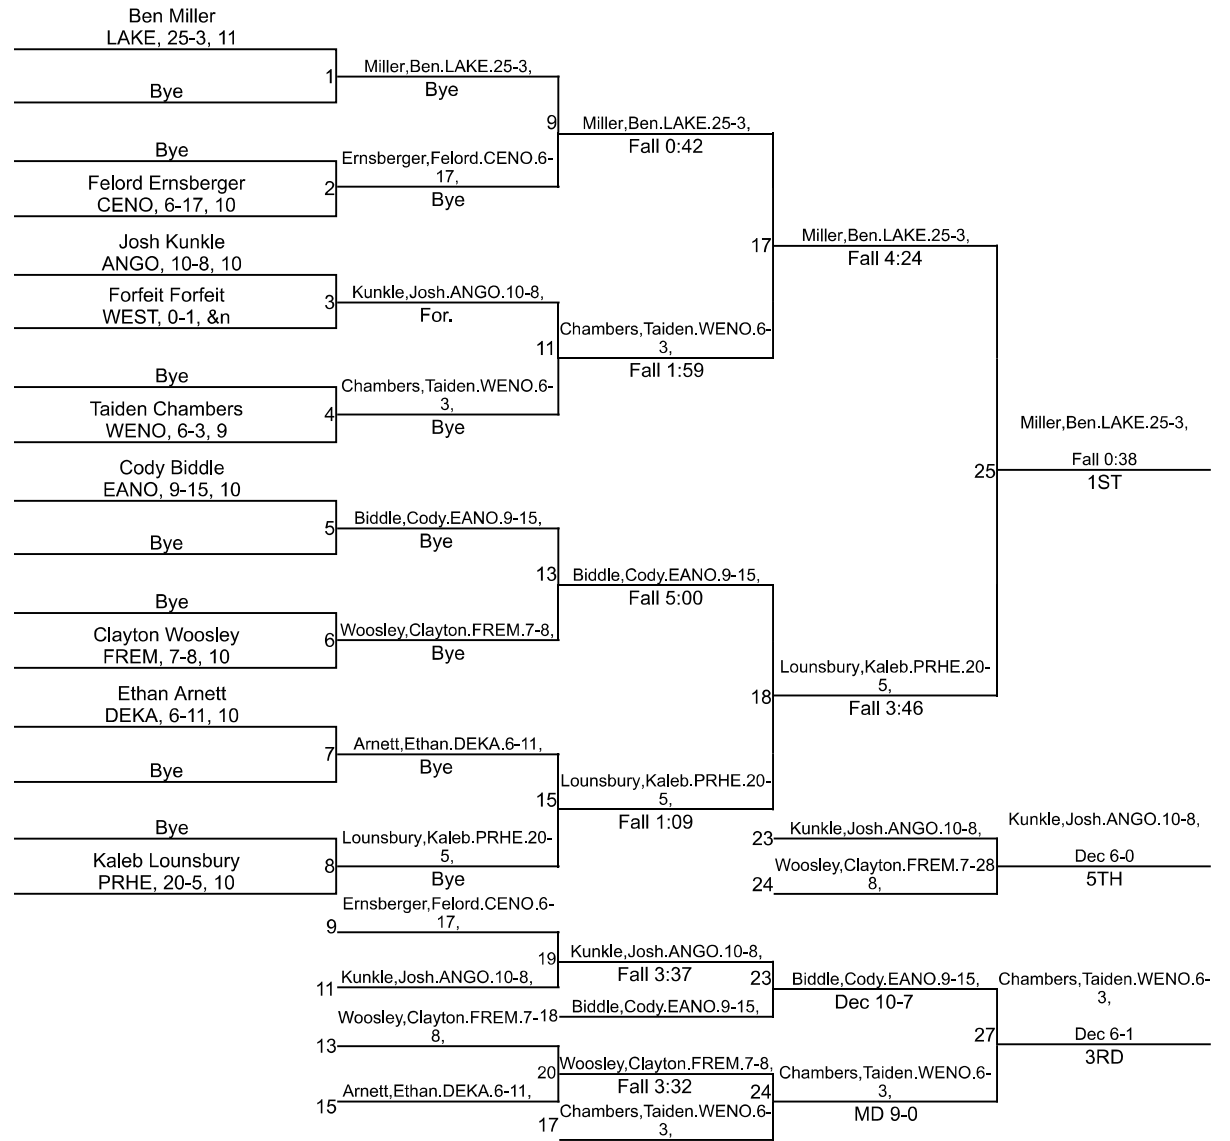 Ben Miller
LAKE, 25-3, 11
1
Miller,Ben.LAKE.25-3,
Bye
Bye
9
Miller,Ben.LAKE.25-3,
Fall 0:42
Bye
Ernsberger,Felord.CENO.6-
17,
Felord Ernsberger
2
CENO, 6-17, 10
Bye
Josh Kunkle
ANGO, 10-8, 10
17
Miller,Ben.LAKE.25-3,
Fall 4:24
Forfeit Forfeit
WEST, 0-1, &n
3
Kunkle,Josh.ANGO.10-8,
For.
11
Chambers,Taiden.WENO.6-
3,
Fall 1:59
Bye
Chambers,Taiden.WENO.6-
3,
Taiden Chambers
4
WENO, 6-3, 9
Bye
Miller,Ben.LAKE.25-3,
25
Fall 0:38
1ST
Cody Biddle
EANO, 9-15, 10
5
Biddle,Cody.EANO.9-15,
Bye
Bye
13
Biddle,Cody.EANO.9-15,
Fall 5:00
Bye
Clayton Woosley
6
Woosley,Clayton.FREM.7-8,
FREM, 7-8, 10
Bye
Ethan Arnett
DEKA, 6-11, 10
18
Lounsbury,Kaleb.PRHE.20-
5,
Fall 3:46
7
Arnett,Ethan.DEKA.6-11,
Bye
Bye
15
Lounsbury,Kaleb.PRHE.20-
5,
Fall 1:09
Bye
Lounsbury,Kaleb.PRHE.20-
5,
Kaleb Lounsbury
8
PRHE, 20-5, 10
Bye
23
Kunkle,Josh.ANGO.10-8,
Kunkle,Josh.ANGO.10-8,
Woosley,Clayton.FREM.7-28
8,
24
Dec 6-0
5TH
Ernsberger,Felord.CENO.6-
17,
9
19
Kunkle,Josh.ANGO.10-8,
Fall 3:37
11
Kunkle,Josh.ANGO.10-8,
23
Biddle,Cody.EANO.9-15,
Dec 10-7
Chambers,Taiden.WENO.6-
3,
Woosley,Clayton.FREM.7-18
8,
Biddle,Cody.EANO.9-15,
13
27
Dec 6-1
3RD
20
Woosley,Clayton.FREM.7-8,
Fall 3:32
15
Arnett,Ethan.DEKA.6-11,
24
Chambers,Taiden.WENO.6-
3,
MD 9-0
17
Chambers,Taiden.WENO.6-
3,